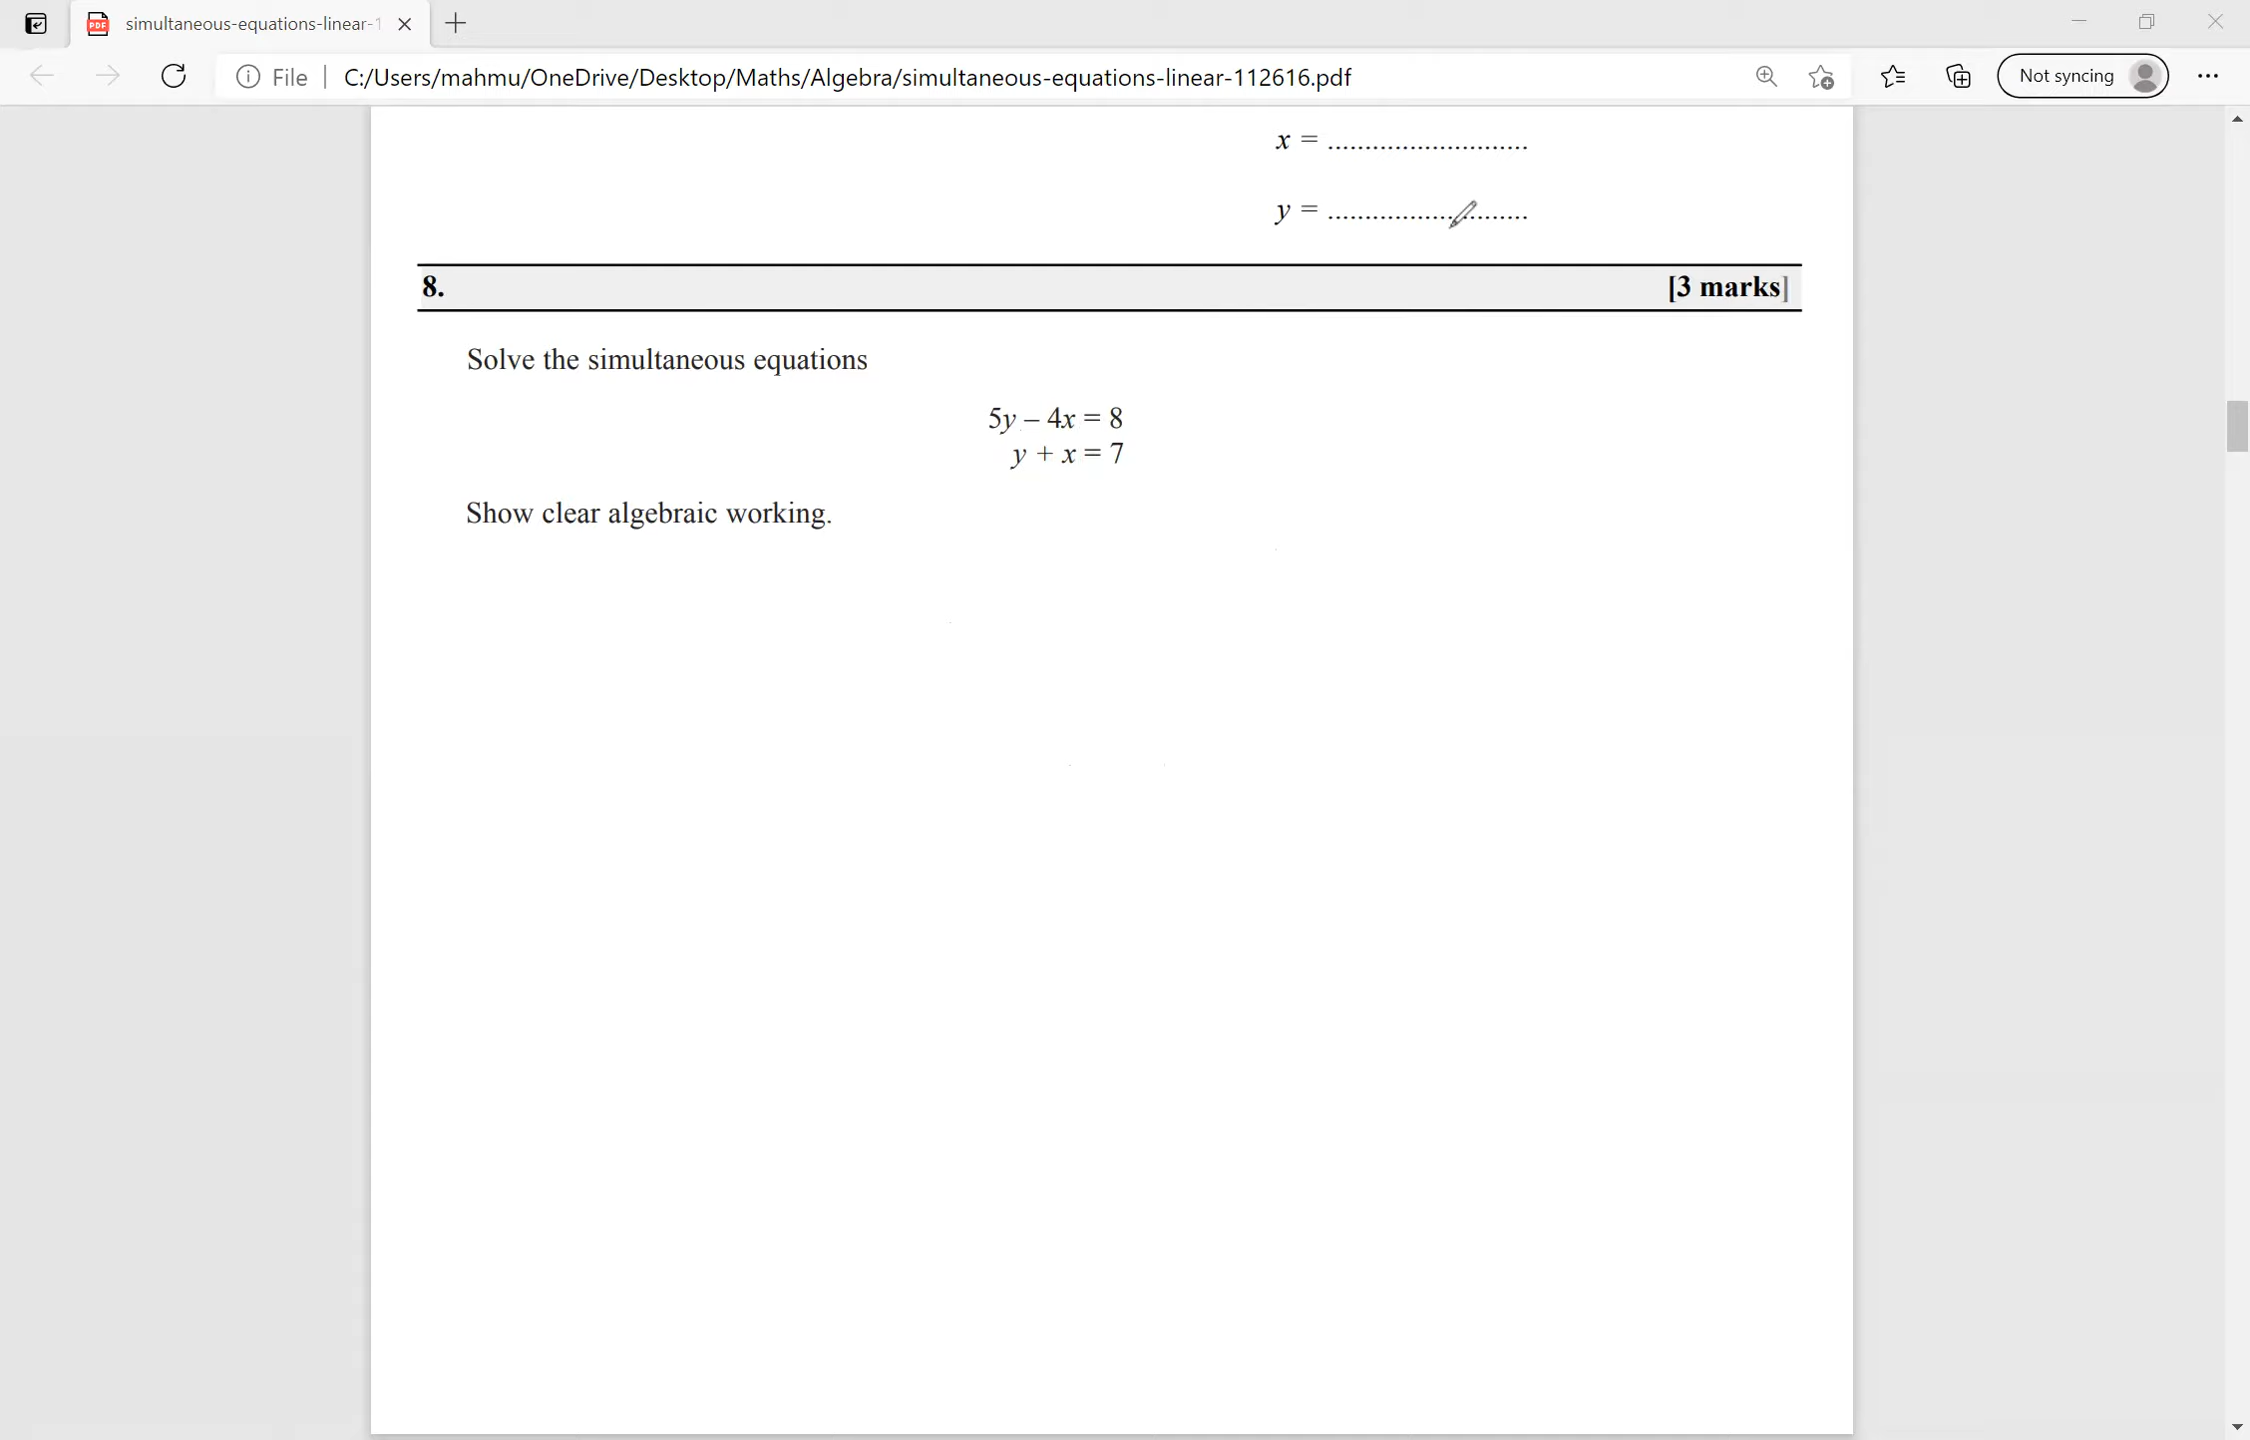 simultaneous-equations-linear-1
File
C:/Users/mahmu/OneDrive/Desktop/Maths/Algebra/simultaneous-equations-linear-112616.pdf
Not syncing
x = ...........................
y = ...........................
8. [3 marks]
Solve the simultaneous equations
5y – 4x = 8
y + x = 7
Show clear algebraic working.